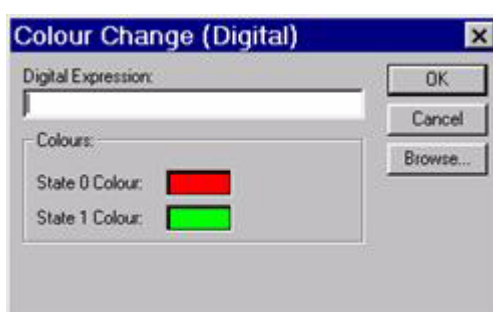 Colour Change (Digital)
Digital Expression:
OK
Cancel
Browse...
Colours:
State 0 Colour:
State 1 Colour: